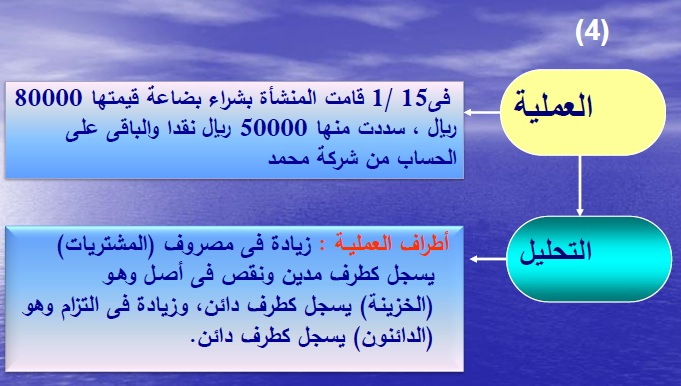 (4)
العملية
فى15 /1 قامت المنشأة بشراء بضاعة قيمتها 80000
ريال ، سددت منها 50000 ريال نقدا والباقى على
الحساب من شركة محمد
التحليل
أطراف العملية : زيادة فى مصروف (المشتريات)
يسجل كطرف مدين ونقص فى أصل وهو
(الخزينة) يسجل كطرف دائن، وزيادة فى التزام وهو
(الدائنون) يسجل كطرف دائن.